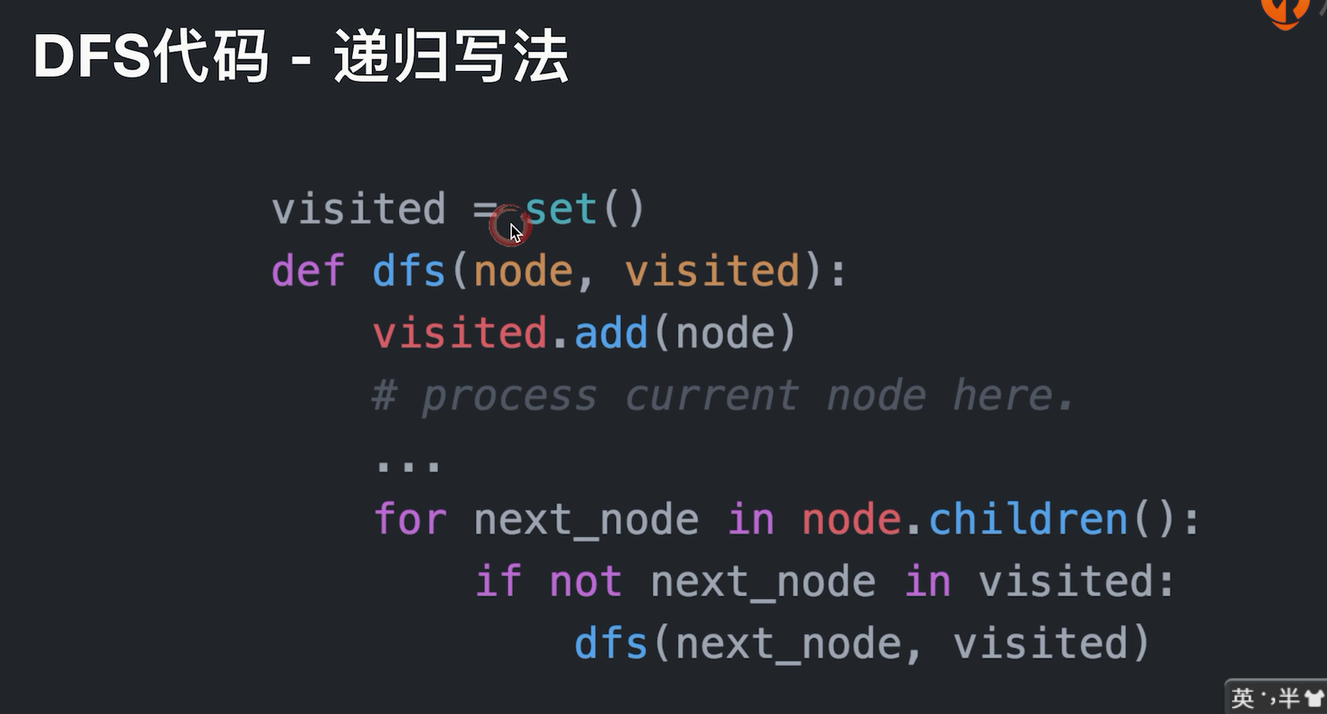 DFS代码 - 递归写法
visited = set()
def dfs(node, visited):
    visited.add(node)
    # process current node here.
    ...
    for next_node in node.children():
        if not next_node in visited:
            dfs(next_node, visited)
英 ·, 半